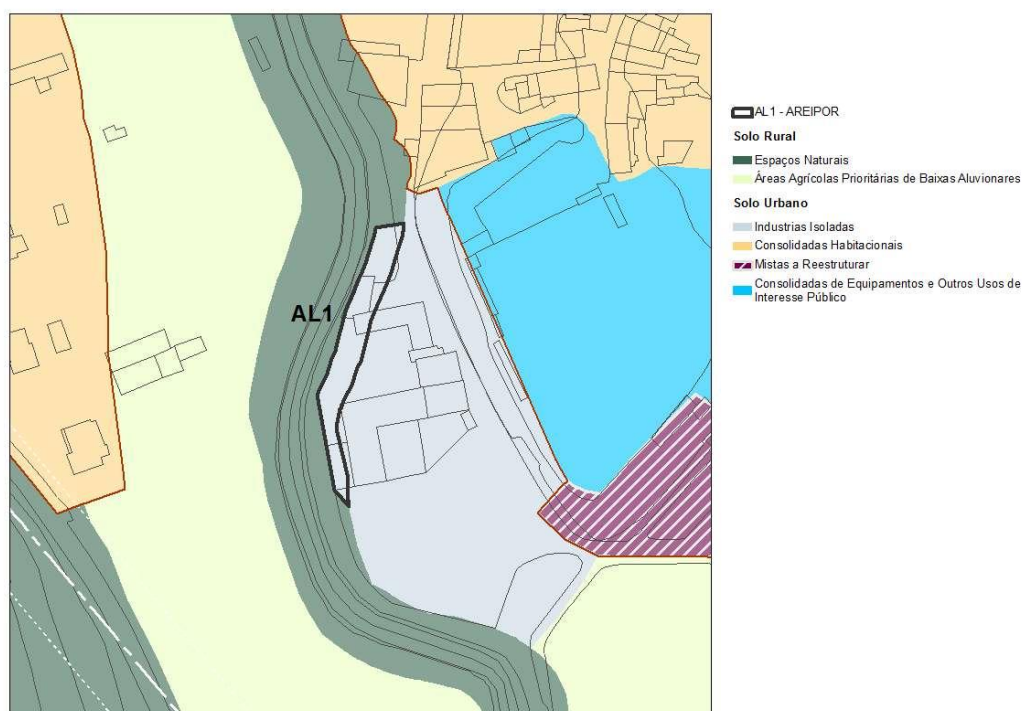 AL1
AL1 - AREIPOR
Solo Rural
Espaços Naturais
Áreas Agrícolas Prioritárias de Baixas Aluvionares
Solo Urbano
Industrias Isoladas
Consolidadas Habitacionais
Mistas a Reestruturar
Consolidadas de Equipamentos e Outros Usos de
Interesse Público